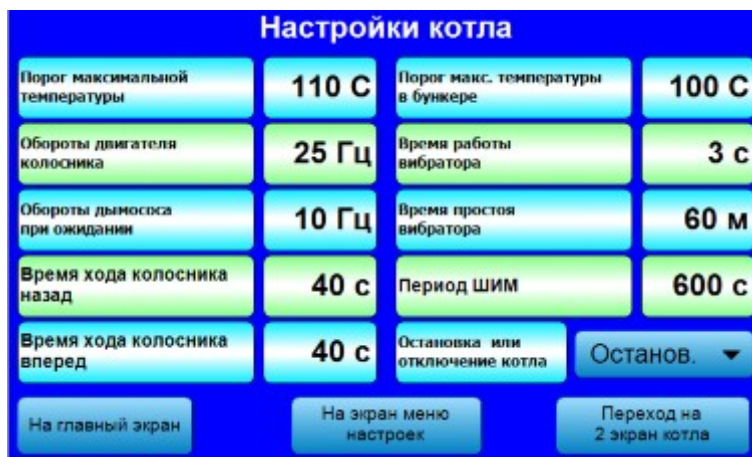 Настройки котла
Порог максимальной
температуры
110 С
Порог макс. температуры
в бункере
100 С
Обороты двигателя
колосника
25 Гц
Время работы
вибратора
3 с
Обороты дымососа
при ожидании
10 Гц
Время простоя
вибратора
60 м
Время хода колосника
назад
40 с
Период ШИМ
600 с
Время хода колосника
вперед
40 с
Остановка или
отключение котла
Останов.
На главный экран
На экран меню
настроек
Переход на
2 экран котла